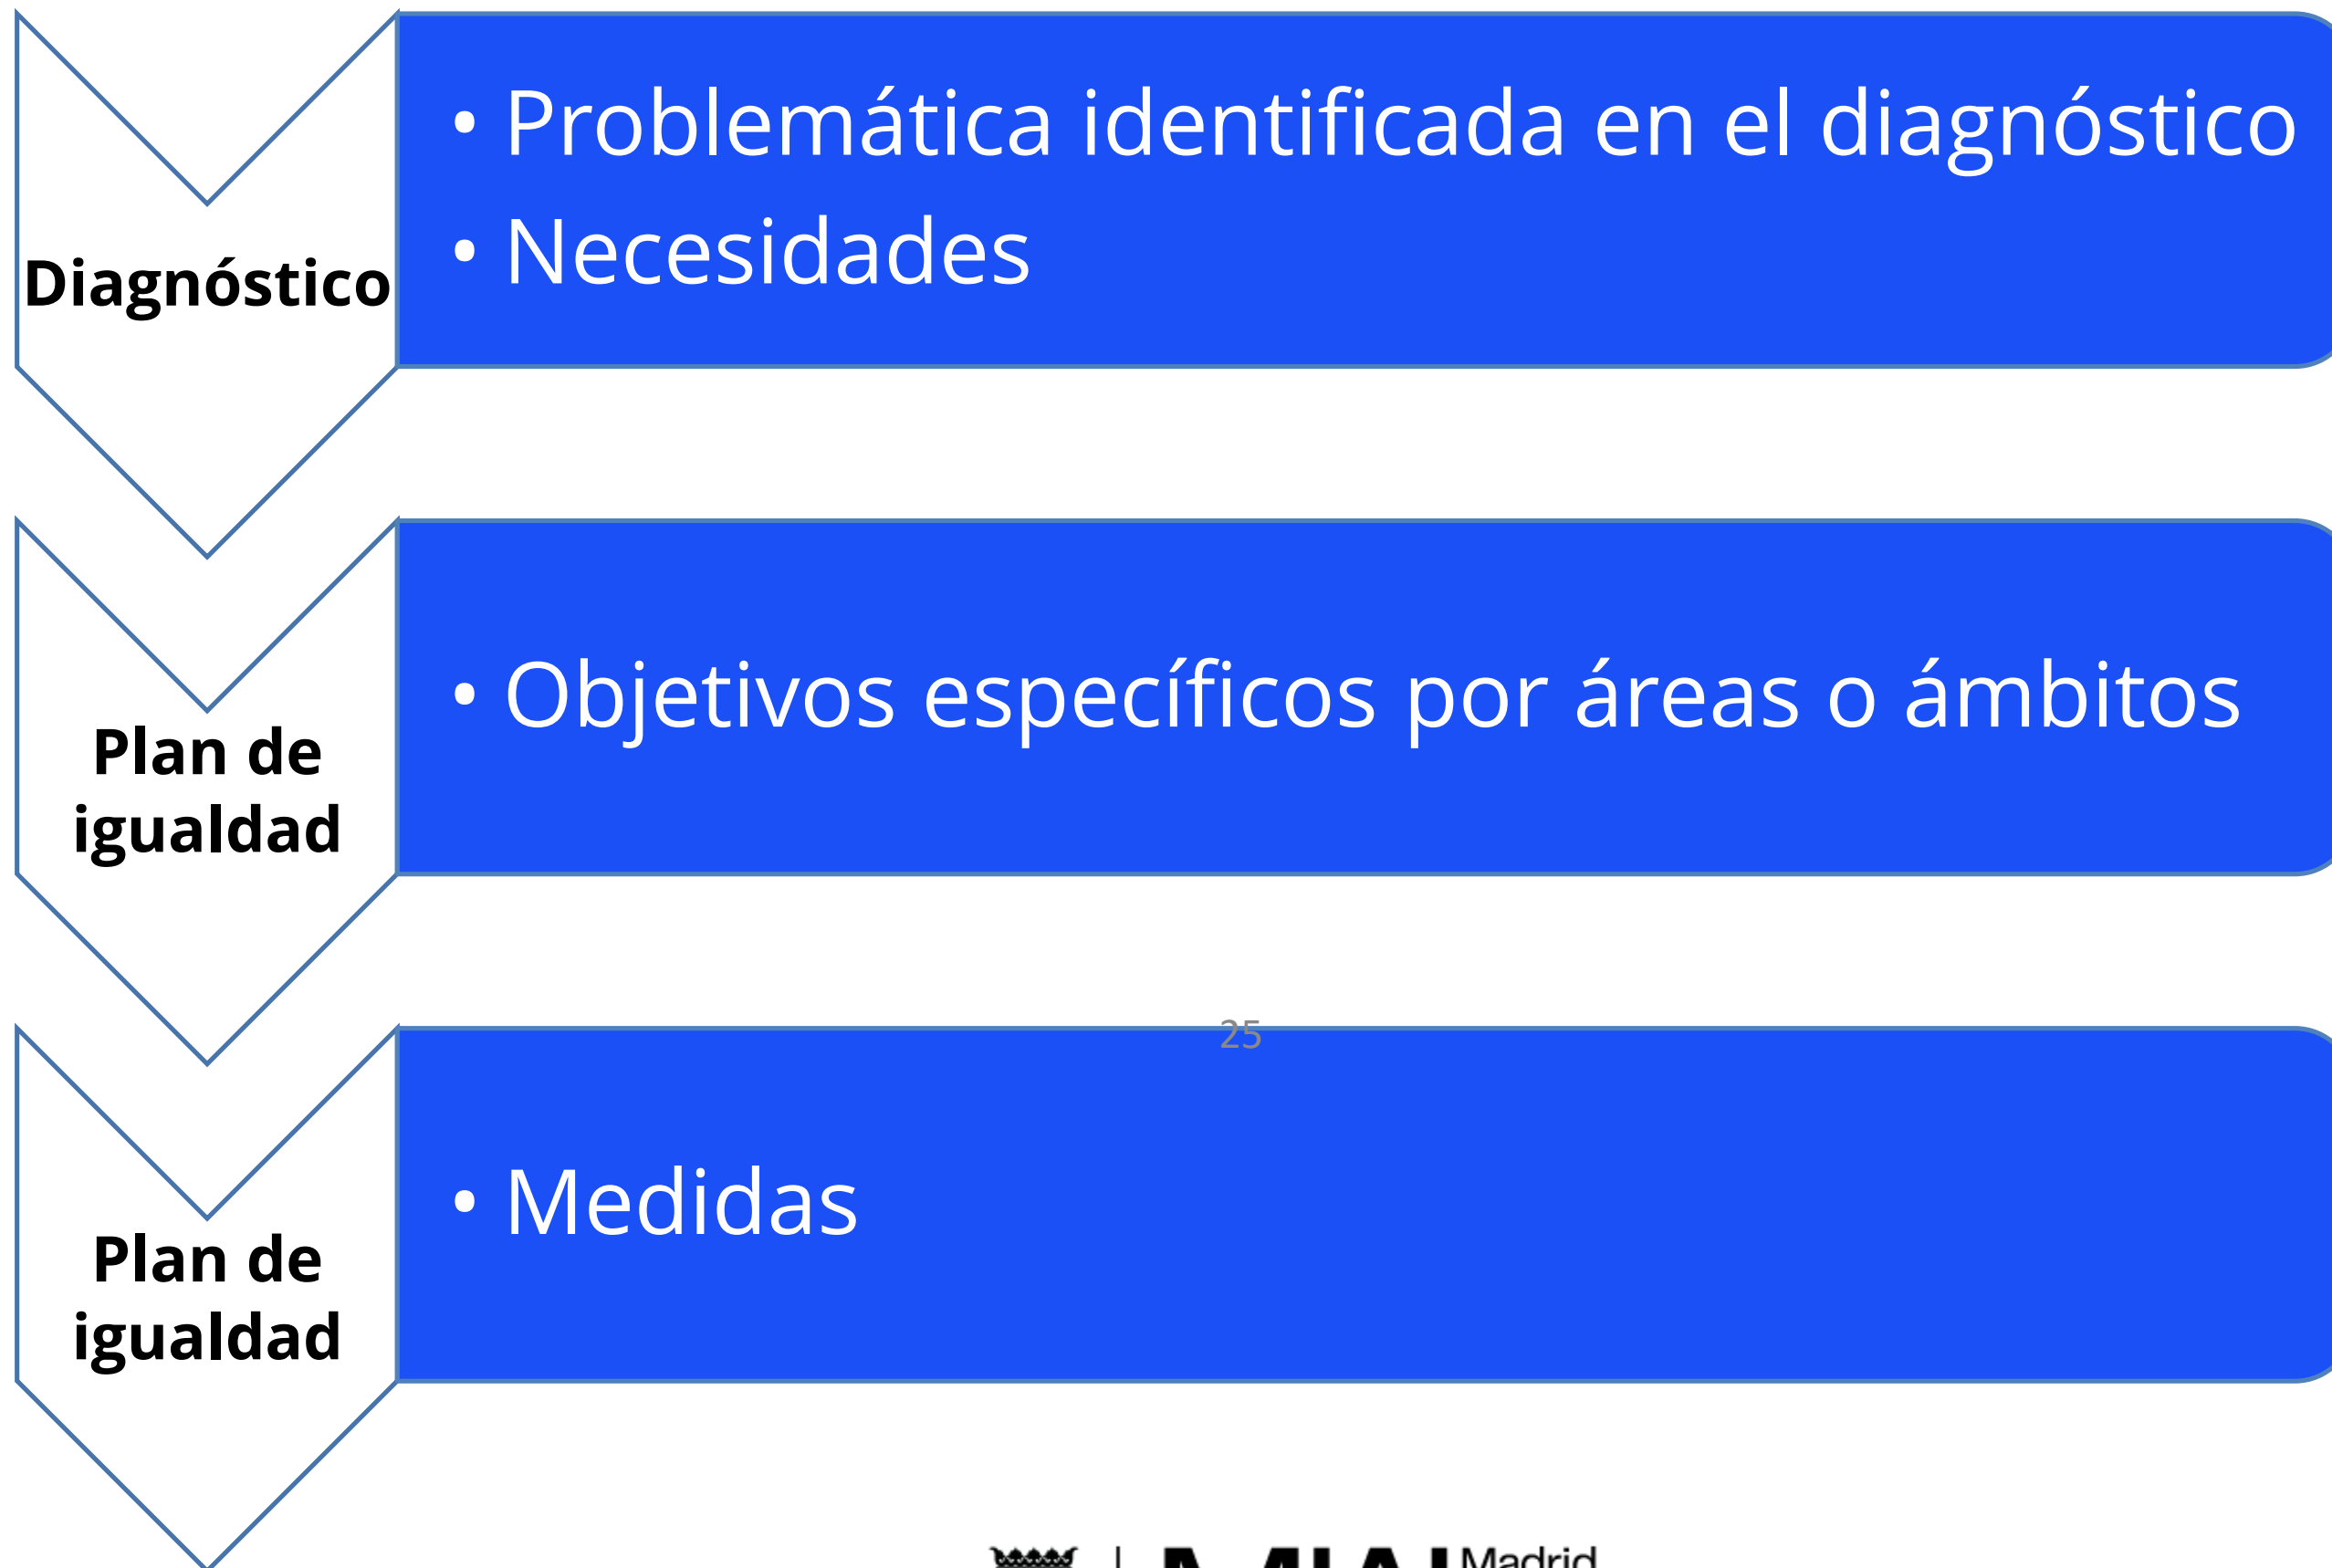 Diagnóstico
• Problemática identificada en el diagnóstico
• Necesidades
Plan de
igualdad
• Objetivos específicos por áreas o ámbitos
25
Plan de
igualdad
• Medidas
Madrid